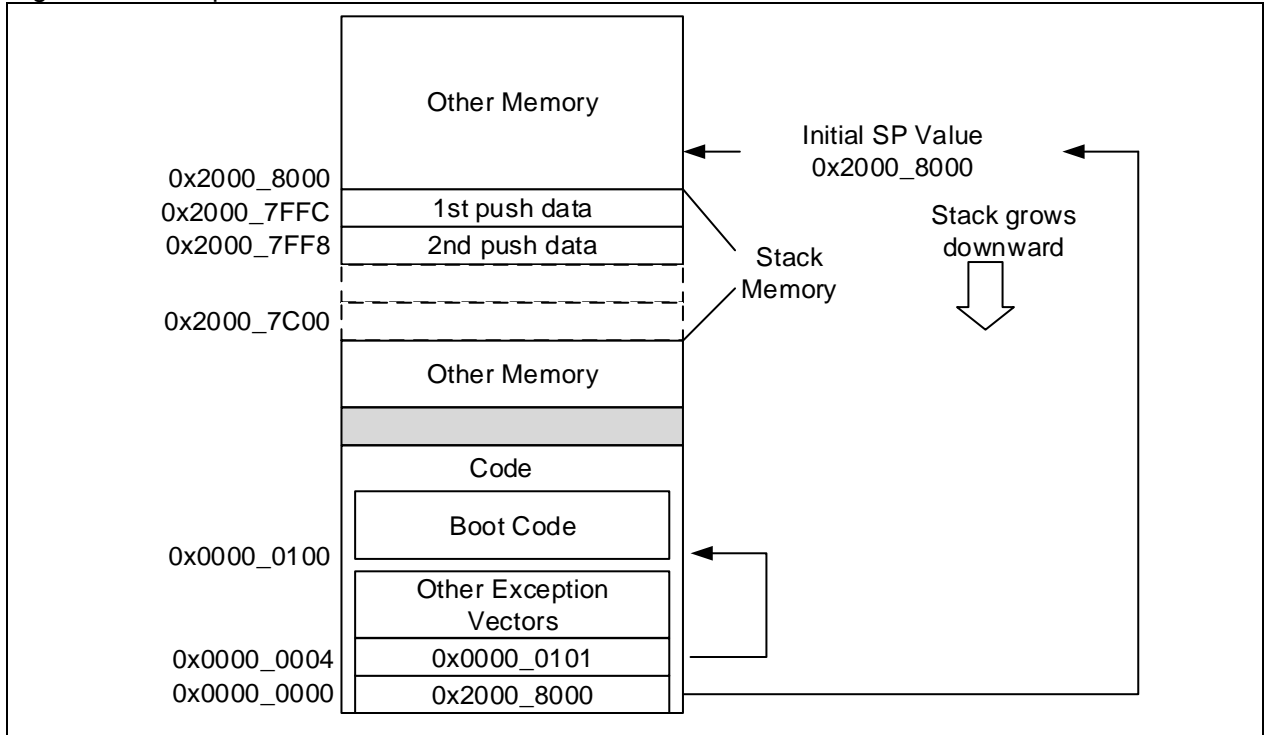 Other Memory
Initial SP Value
0x2000_8000
0x2000_8000
0x2000_7FFC
1st push data
0x2000_7FF8
2nd push data
Stack grows
downward
Stack
Memory
0x2000_7C00
Other Memory
Code
Boot Code
0x0000_0100
Other Exception
Vectors
0x0000_0004
0x0000_0101
0x0000_0000
0x2000_8000